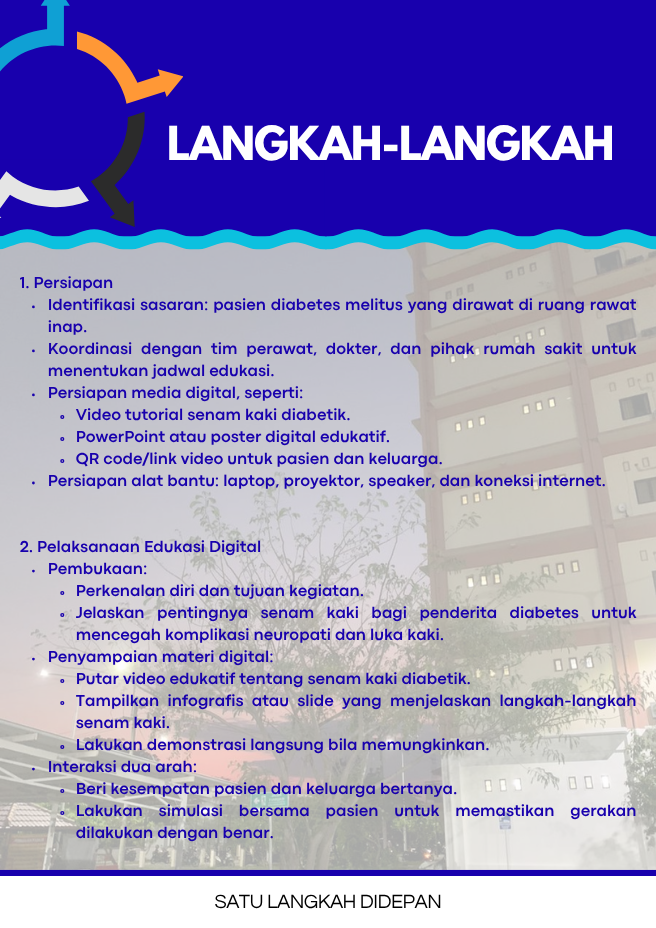 LANGKAH-LANGKAH
1. Persiapan
• Identifikasi sasaran: pasien diabetes melitus yang dirawat di ruang rawat
inap.
• Koordinasi dengan tim perawat, dokter, dan pihak rumah sakit untuk
menentukan jadwal edukasi.
• Persiapan media digital, seperti:
◦ Video tutorial senam kaki diabetik.
◦ PowerPoint atau poster digital edukatif.
◦ QR code/link video untuk pasien dan keluarga.
• Persiapan alat bantu: laptop, proyektor, speaker, dan koneksi internet.
2. Pelaksanaan Edukasi Digital
• Pembukaan:
◦ Perkenalan diri dan tujuan kegiatan.
◦ Jelaskan pentingnya senam kaki bagi penderita diabetes untuk
mencegah komplikasi neuropati dan luka kaki.
• Penyampaian materi digital:
◦ Putar video edukatif tentang senam kaki diabetik.
◦ Tampilkan infografis atau slide yang menjelaskan langkah-langkah
senam kaki.
◦ Lakukan demonstrasi langsung bila memungkinkan.
• Interaksi dua arah:
◦ Beri kesempatan pasien dan keluarga bertanya.
◦ Lakukan simulasi bersama pasien untuk memastikan gerakan
dilakukan dengan benar.
SATU LANGKAH DIDEPAN